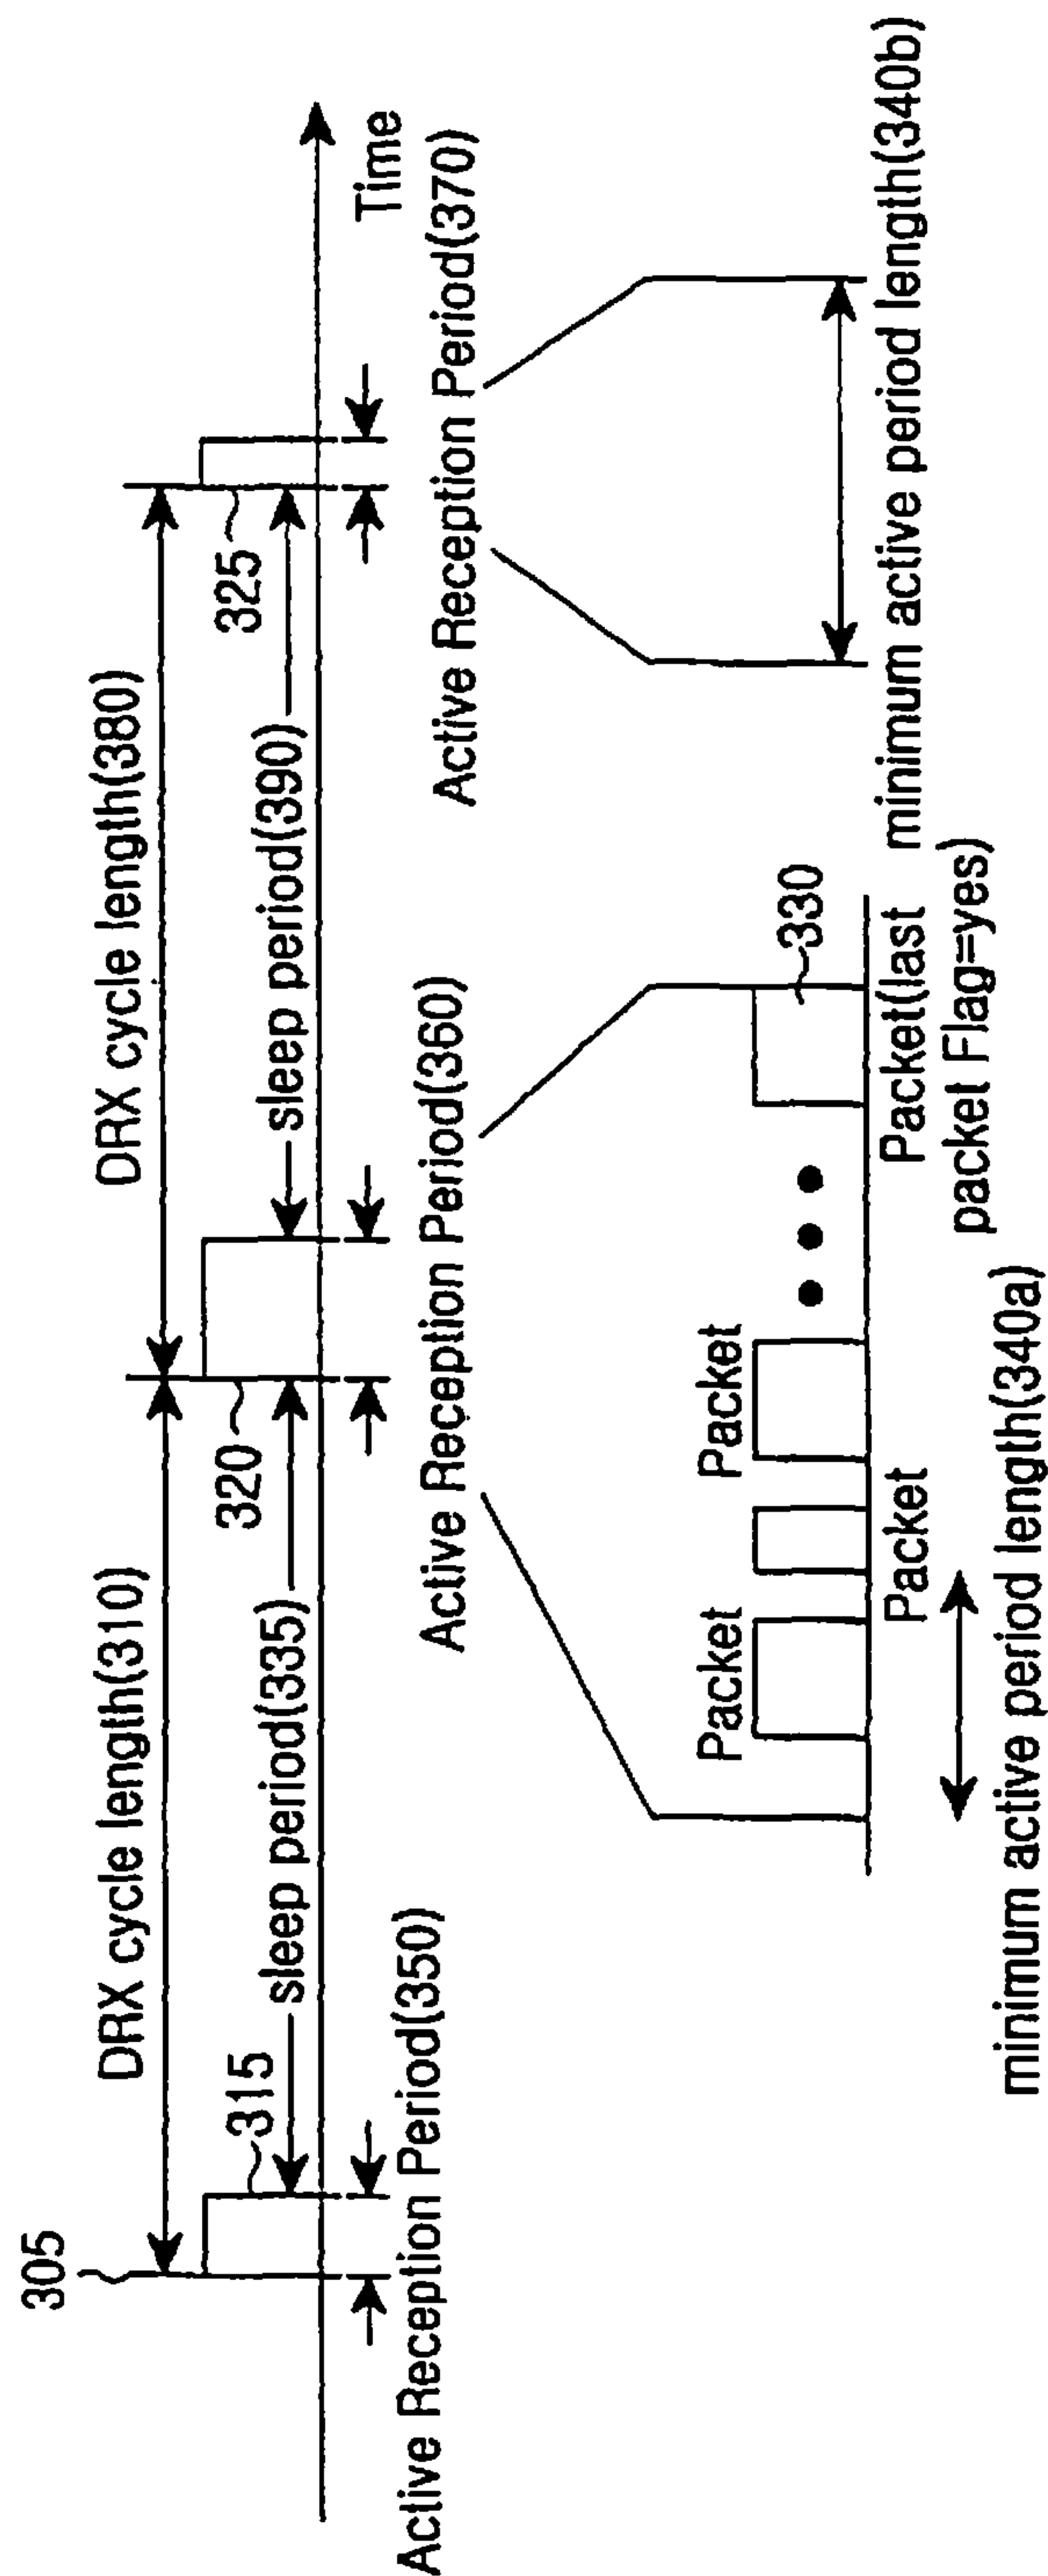 305
DRX cycle length(310)
DRX cycle length(380)
315
320
325
sleep period(335)
sleep period(390)
Time
Active Reception Period(350)
Active Reception Period(360)
Active Reception Period(370)
Packet
Packet
Packet
330
Packet(last
packet Flag=yes)
minimum active period length(340a)
minimum active period length(340b)